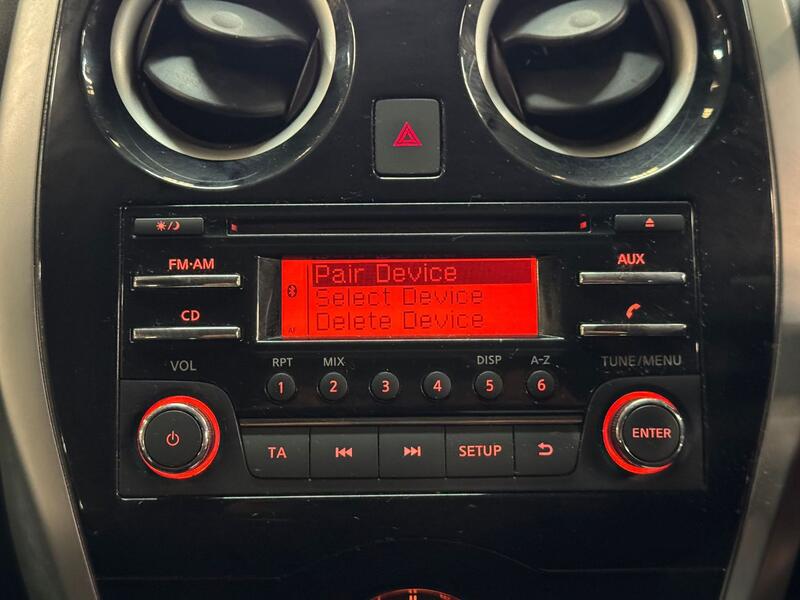 FM·AM
CD
Pair Device
Select Device
Delete Device
AF
AUX
VOL
RPT
MIX
DISP
A-Z
TUNE/MENU
1
2
3
4
5
6
TA
SETUP
ENTER